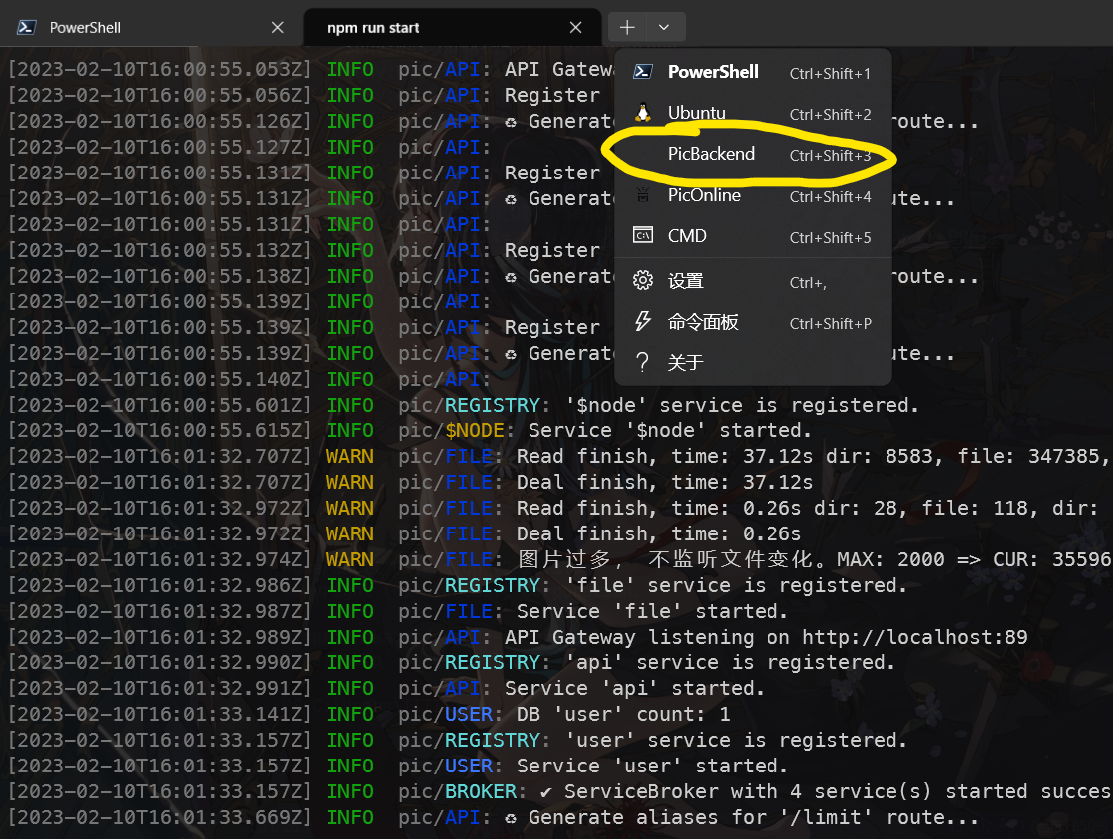 PowerShell
npm run start
PowerShell Ctrl+Shift+1
Ubuntu Ctrl+Shift+2
PicBackend Ctrl+Shift+3
PicOnline Ctrl+Shift+4
CMD Ctrl+Shift+5
设置 Ctrl+,
命令面板 Ctrl+Shift+P
关于
[2023-02-10T16:00:55.053Z] INFO pic/API: API Gatewa
[2023-02-10T16:00:55.056Z] INFO pic/API: Register
[2023-02-10T16:00:55.126Z] INFO pic/API: ♻ Generate route...
[2023-02-10T16:00:55.127Z] INFO pic/API:
[2023-02-10T16:00:55.131Z] INFO pic/API: Register
[2023-02-10T16:00:55.131Z] INFO pic/API: ♻ Generate ute...
[2023-02-10T16:00:55.131Z] INFO pic/API:
[2023-02-10T16:00:55.132Z] INFO pic/API: Register
[2023-02-10T16:00:55.138Z] INFO pic/API: ♻ Generate route...
[2023-02-10T16:00:55.139Z] INFO pic/API:
[2023-02-10T16:00:55.139Z] INFO pic/API: Register
[2023-02-10T16:00:55.139Z] INFO pic/API: ♻ Generate ute...
[2023-02-10T16:00:55.140Z] INFO pic/API:
[2023-02-10T16:00:55.601Z] INFO pic/REGISTRY: '$node' service is registered.
[2023-02-10T16:00:55.615Z] INFO pic/$NODE: Service '$node' started.
[2023-02-10T16:01:32.707Z] WARN pic/FILE: Read finish, time: 37.12s dir: 8583, file: 347385,
[2023-02-10T16:01:32.707Z] WARN pic/FILE: Deal finish, time: 37.12s
[2023-02-10T16:01:32.972Z] WARN pic/FILE: Read finish, time: 0.26s dir: 28, file: 118, dir:
[2023-02-10T16:01:32.972Z] WARN pic/FILE: Deal finish, time: 0.26s
[2023-02-10T16:01:32.974Z] WARN pic/FILE: 图片过多， 不监听文件变化。MAX: 2000 => CUR: 35596
[2023-02-10T16:01:32.986Z] INFO pic/REGISTRY: 'file' service is registered.
[2023-02-10T16:01:32.987Z] INFO pic/FILE: Service 'file' started.
[2023-02-10T16:01:32.989Z] INFO pic/API: API Gateway listening on http://localhost:89
[2023-02-10T16:01:32.990Z] INFO pic/REGISTRY: 'api' service is registered.
[2023-02-10T16:01:32.991Z] INFO pic/API: Service 'api' started.
[2023-02-10T16:01:33.141Z] INFO pic/USER: DB 'user' count: 1
[2023-02-10T16:01:33.157Z] INFO pic/REGISTRY: 'user' service is registered.
[2023-02-10T16:01:33.157Z] INFO pic/USER: Service 'user' started.
[2023-02-10T16:01:33.157Z] INFO pic/BROKER: ✔ ServiceBroker with 4 service(s) started succes
[2023-02-10T16:01:33.669Z] INFO pic/API: ♻ Generate aliases for '/limit' route...